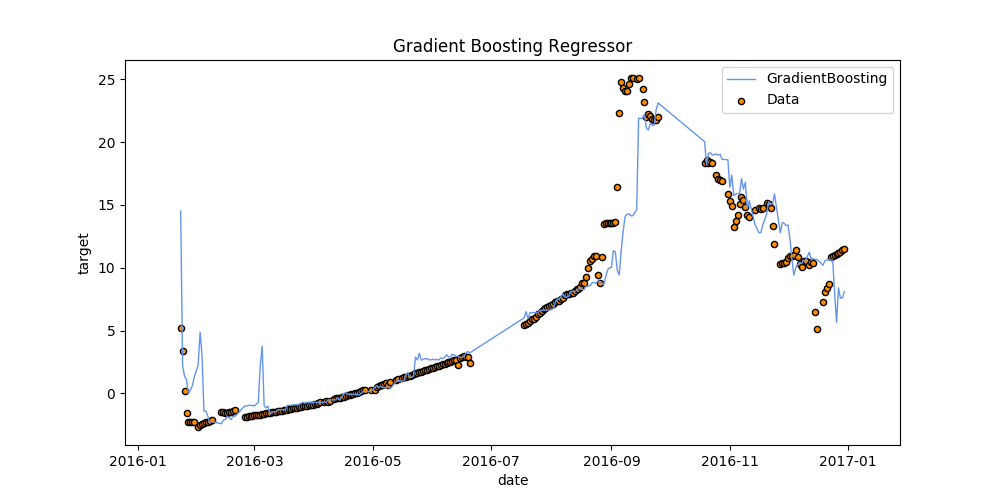 Gradient Boosting Regressor
GradientBoosting
Data
target
25
20
15
10
5
0
2016-01
2016-03
2016-05
2016-07
2016-09
2016-11
2017-01
date